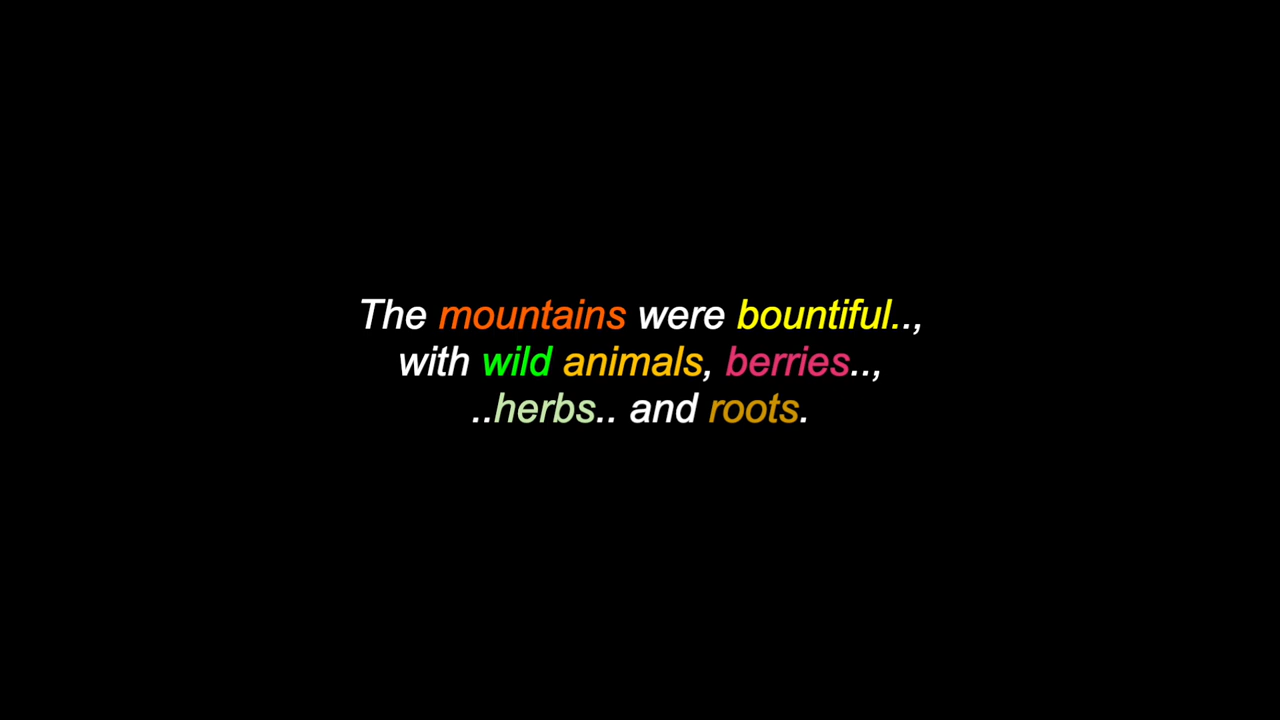 The mountains were bountiful..,
with wild animals, berries..,
..herbs.. and roots.